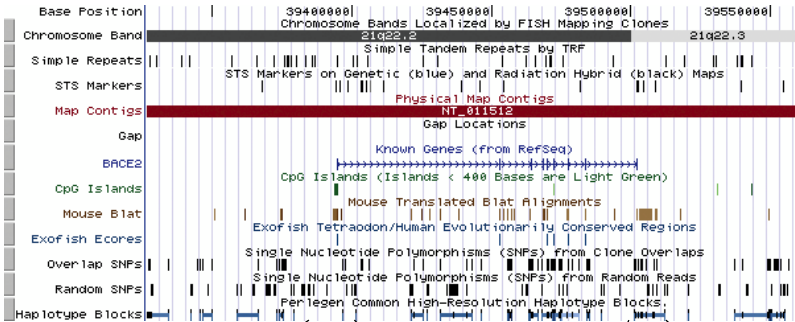 Base Position 39400000| 39450000| 39500000| 39550000|
Chromosome Bands Localized by FISH Mapping Clones
Chromosome Band 21q22.2 21q22.3
Simple Tandem Repeats by TRF
Simple Repeats
STS Markers on Genetic (blue) and Radiation Hybrid (black) Maps
STS Markers
Physical Map Contigs
Map Contigs NT_011512
Gap Locations
Gap
Known Genes (from RefSeq)
BACE2
CpG Islands (Islands < 400 Bases are Light Green)
CpG Islands
Mouse Translated Blat Alignments
Mouse Blat
Exofish Tetraodon/Human Evolutionarily Conserved Regions
Exofish Ecores
Single Nucleotide Polymorphisms (SNPs) from Clone Overlaps
Overlap SNPs
Single Nucleotide Polymorphisms (SNPs) from Random Reads
Random SNPs
Perlegen Common High-Resolution Haplotype Blocks.
Haplotype Blocks